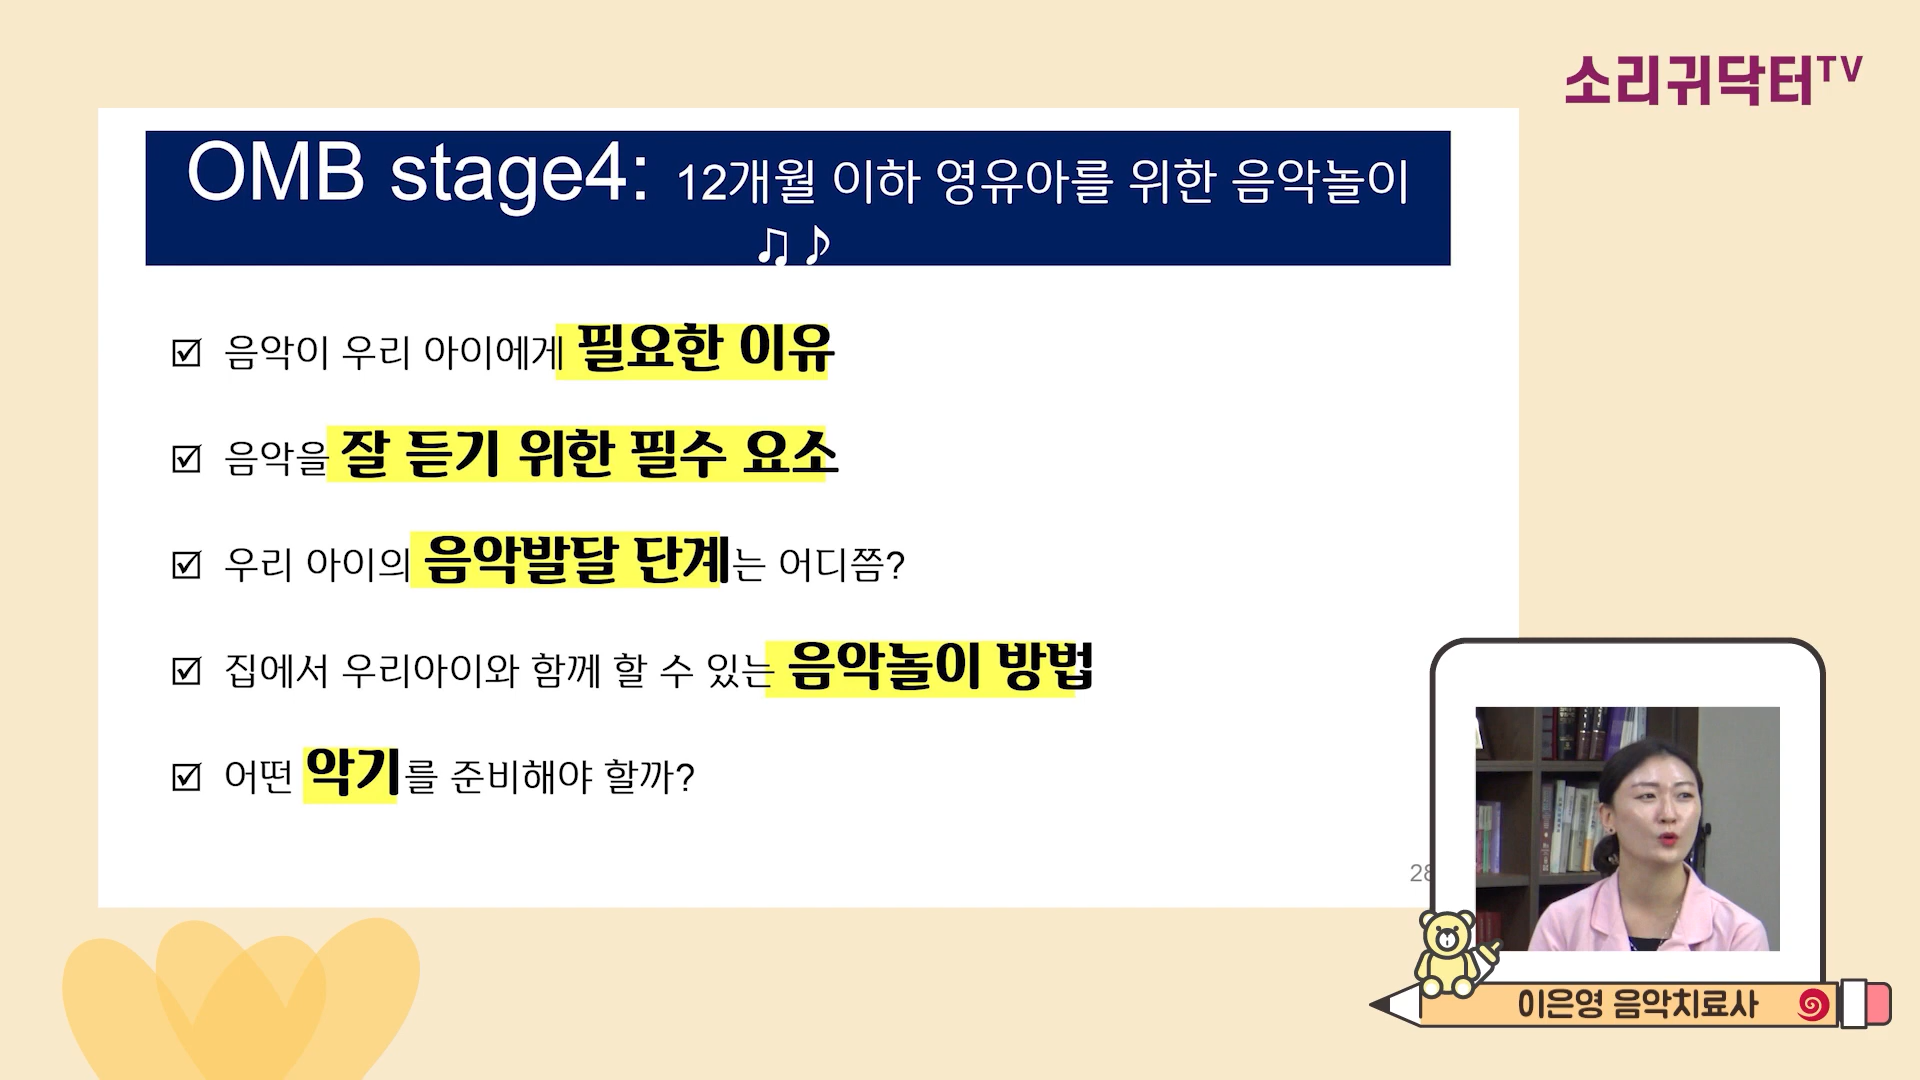 소리귀닥터TV
OMB stage4: 12개월 이하 영유아를 위한 음악놀이
♫♪
☑ 음악이 우리 아이에게 필요한 이유
☑ 음악을 잘 듣기 위한 필수 요소
☑ 우리 아이의 음악발달 단계는 어디쯤?
☑ 집에서 우리아이와 함께 할 수 있는 음악놀이 방법
☑ 어떤 악기를 준비해야 할까?
이은영 음악치료사